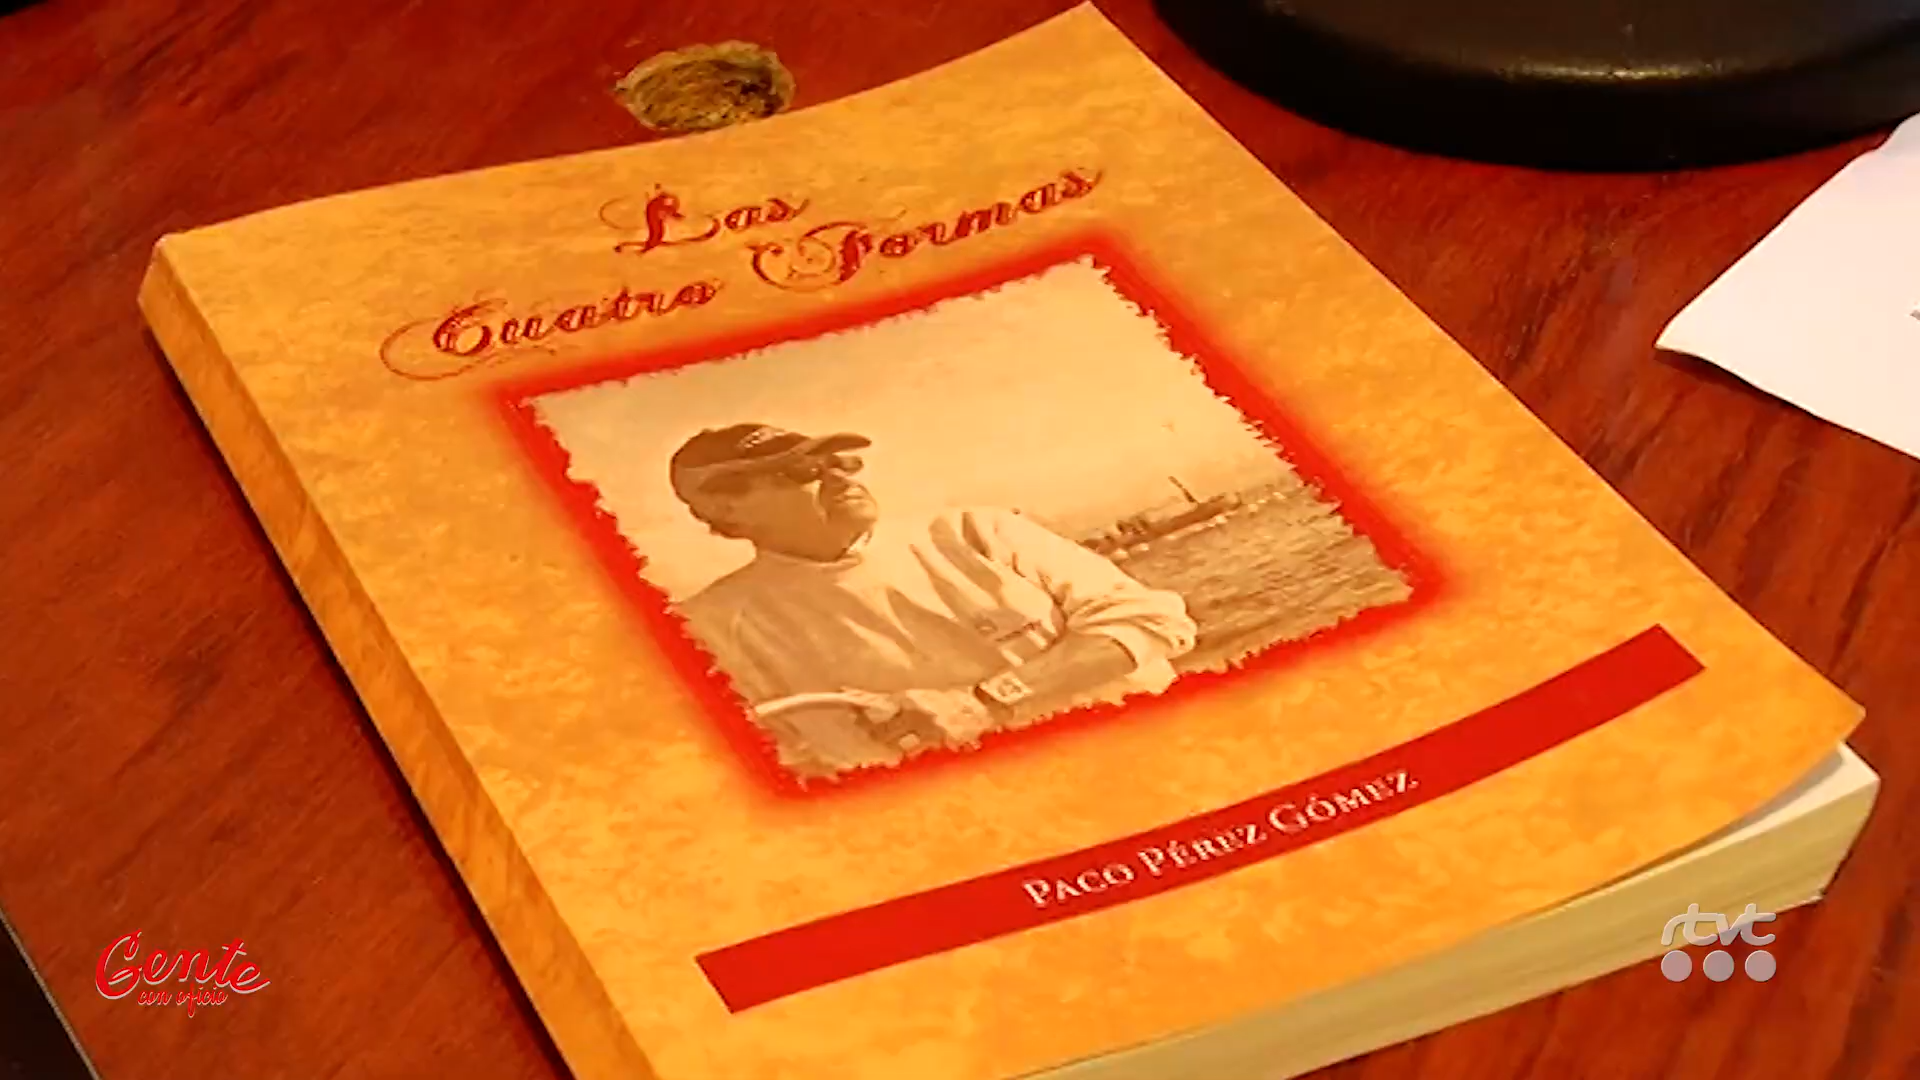 Las
Cuatro Formas
PACO PÉREZ GÓMEZ
Gente
con oficio
rtvc